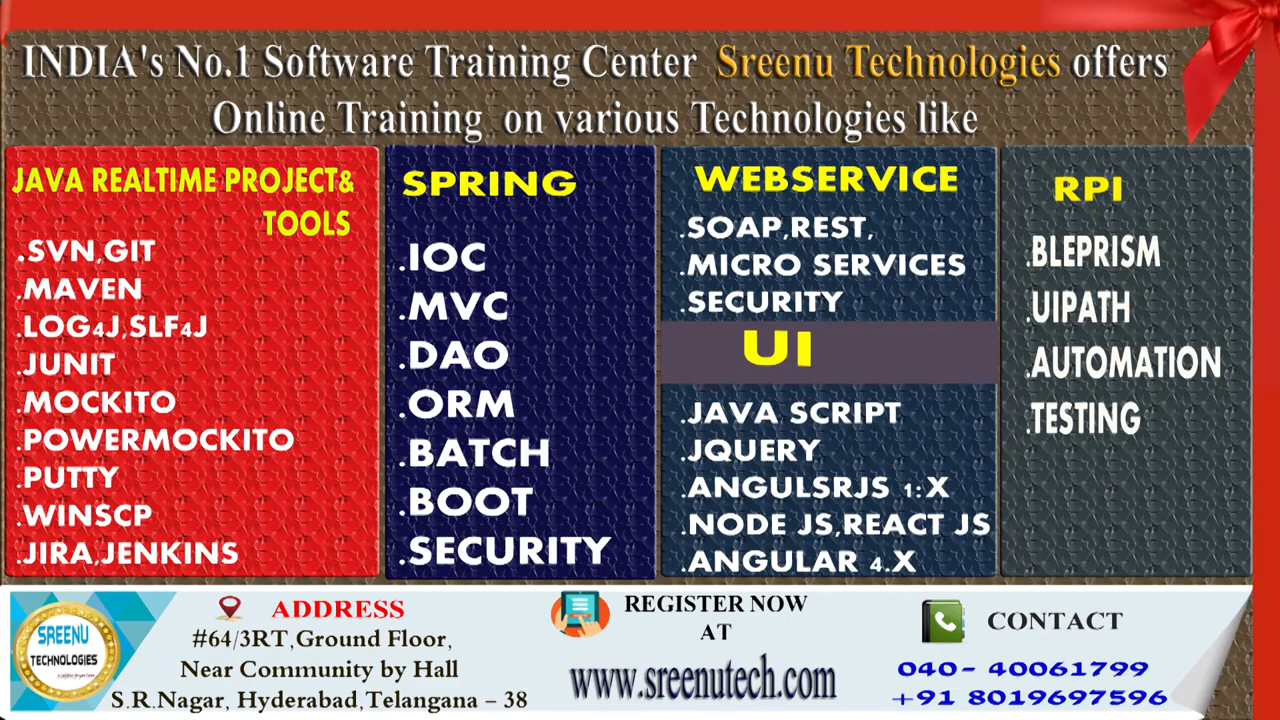 INDIA's No.1 Software Training Center Sreenu Technologies offers
Online Training on various Technologies like
JAVA REALTIME PROJECT&
TOOLS
.SVN,GIT
.MAVEN
.LOG4J,SLF4J
.JUNIT
.MOCKITO
.POWERMOCKITO
.PUTTY
.WINSCP
.JIRA,JENKINS
SPRING
.IOC
.MVC
.DAO
.ORM
.BATCH
.BOOT
.SECURITY
WEBSERVICE
.SOAP,REST,
.MICRO SERVICES
.SECURITY
UI
.JAVA SCRIPT
.JQUERY
.ANGULSRJS 1:X
.NODE JS,REACT JS
.ANGULAR 4.X
RPI
.BLEPRISM
.UIPATH
.AUTOMATION
.TESTING
SREENU
TECHNOLOGIES
ADDRESS
#64/3RT,Ground Floor,
Near Community by Hall
S.R.Nagar, Hyderabad,Telangana – 38
REGISTER NOW
AT
www.sreenutech.com
CONTACT
040- 40061799
+91 8019697596